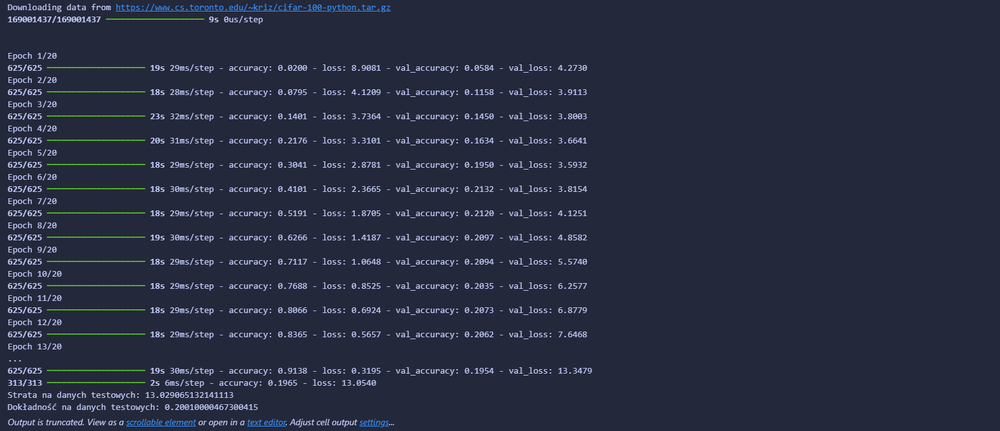 Downloading data from https://www.cs.toronto.edu/~kriz/cifar-100-python.tar.gz
169001437/169001437 ━━━━━━━━━━━━━━━━━━━━ 9s 0us/step
Epoch 1/20
625/625 ━━━━━━━━━━━━━━━━━━━━ 19s 29ms/step - accuracy: 0.0200 - loss: 8.9081 - val_accuracy: 0.0584 - val_loss: 4.2730
Epoch 2/20
625/625 ━━━━━━━━━━━━━━━━━━━━ 18s 28ms/step - accuracy: 0.0795 - loss: 4.1209 - val_accuracy: 0.1158 - val_loss: 3.9113
Epoch 3/20
625/625 ━━━━━━━━━━━━━━━━━━━━ 23s 32ms/step - accuracy: 0.1401 - loss: 3.7364 - val_accuracy: 0.1450 - val_loss: 3.8003
Epoch 4/20
625/625 ━━━━━━━━━━━━━━━━━━━━ 20s 31ms/step - accuracy: 0.2176 - loss: 3.3101 - val_accuracy: 0.1634 - val_loss: 3.6641
Epoch 5/20
625/625 ━━━━━━━━━━━━━━━━━━━━ 18s 29ms/step - accuracy: 0.3041 - loss: 2.8781 - val_accuracy: 0.1950 - val_loss: 3.5932
Epoch 6/20
625/625 ━━━━━━━━━━━━━━━━━━━━ 18s 30ms/step - accuracy: 0.4101 - loss: 2.3665 - val_accuracy: 0.2132 - val_loss: 3.8154
Epoch 7/20
625/625 ━━━━━━━━━━━━━━━━━━━━ 18s 29ms/step - accuracy: 0.5191 - loss: 1.8705 - val_accuracy: 0.2120 - val_loss: 4.1251
Epoch 8/20
625/625 ━━━━━━━━━━━━━━━━━━━━ 19s 30ms/step - accuracy: 0.6266 - loss: 1.4187 - val_accuracy: 0.2097 - val_loss: 4.8582
Epoch 9/20
625/625 ━━━━━━━━━━━━━━━━━━━━ 18s 29ms/step - accuracy: 0.7117 - loss: 1.0648 - val_accuracy: 0.2094 - val_loss: 5.5740
Epoch 10/20
625/625 ━━━━━━━━━━━━━━━━━━━━ 18s 29ms/step - accuracy: 0.7688 - loss: 0.8525 - val_accuracy: 0.2035 - val_loss: 6.2577
Epoch 11/20
625/625 ━━━━━━━━━━━━━━━━━━━━ 18s 29ms/step - accuracy: 0.8066 - loss: 0.6924 - val_accuracy: 0.2073 - val_loss: 6.8779
Epoch 12/20
625/625 ━━━━━━━━━━━━━━━━━━━━ 18s 29ms/step - accuracy: 0.8365 - loss: 0.5657 - val_accuracy: 0.2062 - val_loss: 7.6468
Epoch 13/20
...
625/625 ━━━━━━━━━━━━━━━━━━━━ 19s 30ms/step - accuracy: 0.9138 - loss: 0.3195 - val_accuracy: 0.1954 - val_loss: 13.3479
313/313 ━━━━━━━━━━━━━━━━━━━━ 2s 6ms/step - accuracy: 0.1965 - loss: 13.0540
Strata na danych testowych: 13.029065132141113
Dokładność na danych testowych: 0.20010000467300415
Output is truncated. View as a scrollable element or open in a text editor. Adjust cell output settings...